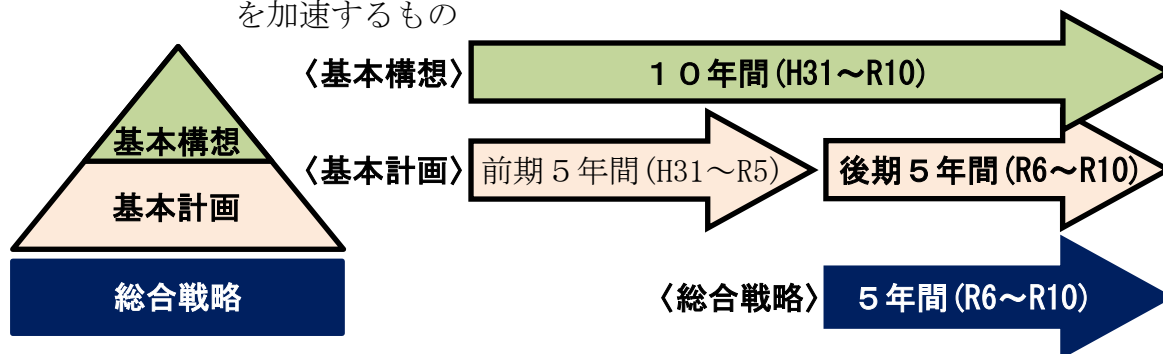 を加速するもの
〈基本構想〉 １０年間(H31～R10)
基本構想
〈基本計画〉 前期５年間(H31～R5) 後期５年間(R6～R10)
基本計画
総合戦略
〈総合戦略〉 ５年間(R6～R10)